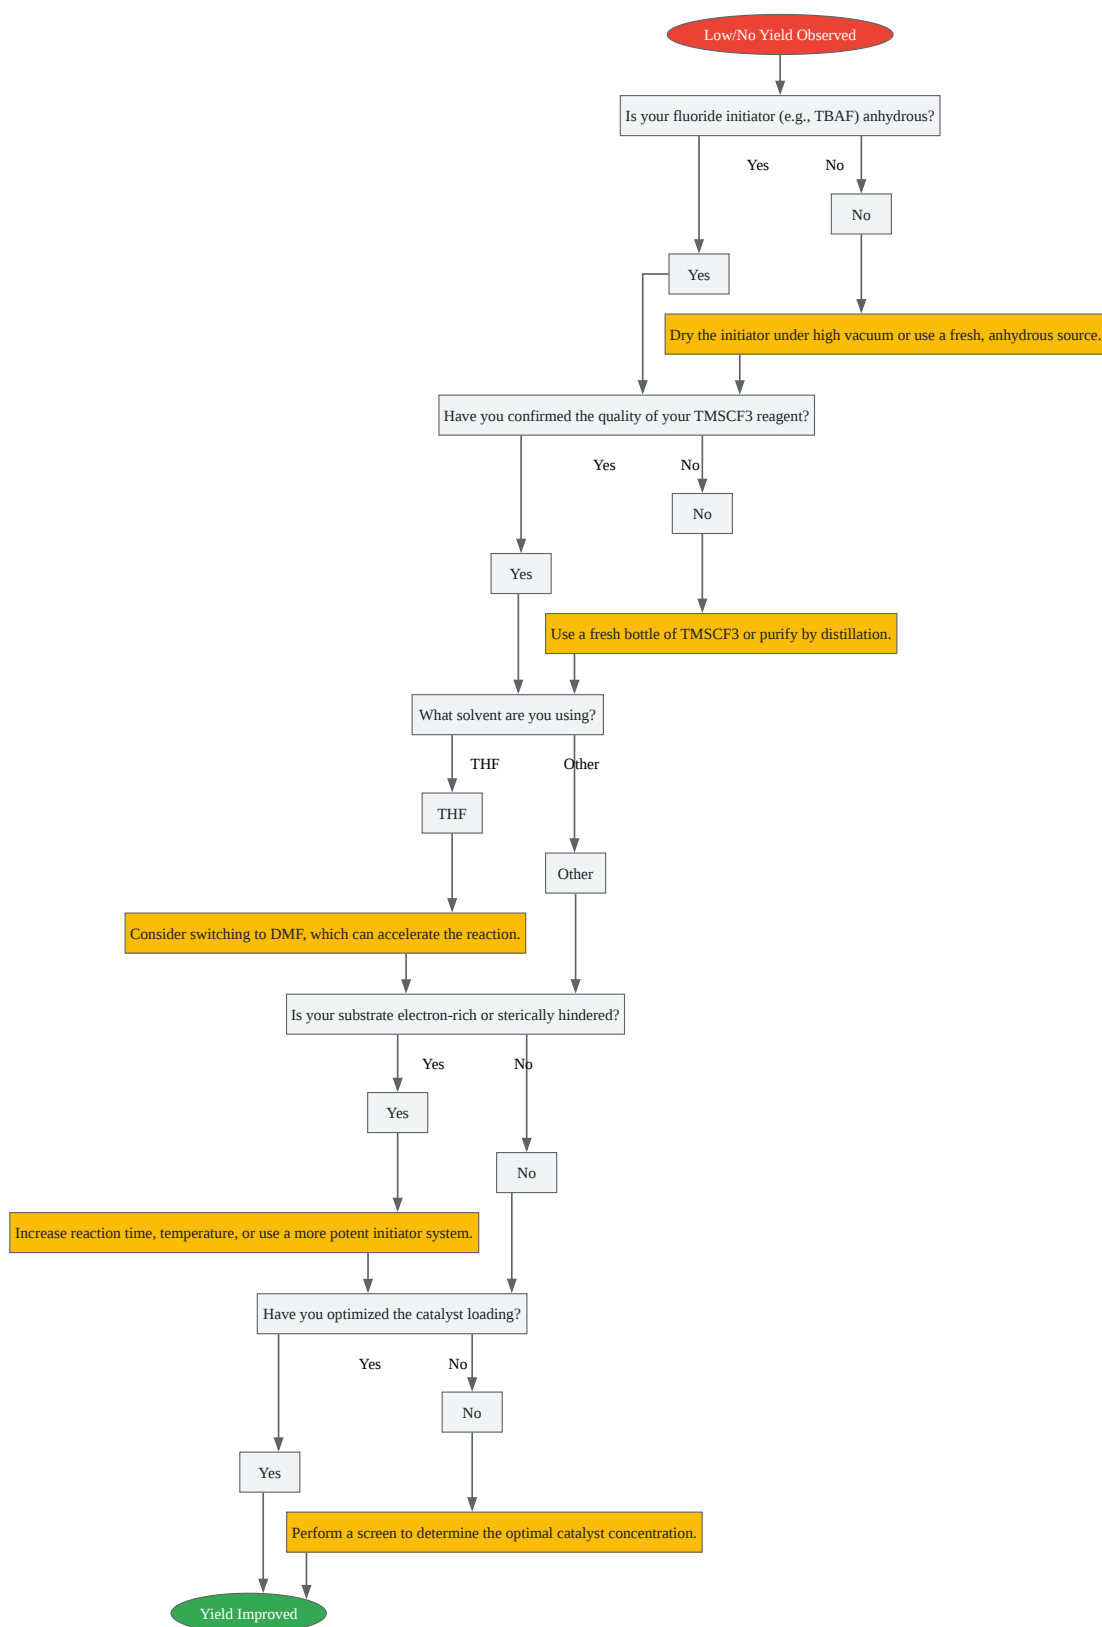 Low/No Yield Observed
Is your fluoride initiator (e.g., TBAF) anhydrous?
Yes
No
No
Yes
Dry the initiator under high vacuum or use a fresh, anhydrous source.
Have you confirmed the quality of your TMSCF3 reagent?
Yes
No
No
Yes
Use a fresh bottle of TMSCF3 or purify by distillation.
What solvent are you using?
THF
Other
THF
Other
Consider switching to DMF, which can accelerate the reaction.
Is your substrate electron-rich or sterically hindered?
Yes
No
Yes
No
Increase reaction time, temperature, or use a more potent initiator system.
Have you optimized the catalyst loading?
Yes
No
No
Yes
Perform a screen to determine the optimal catalyst concentration.
Yield Improved